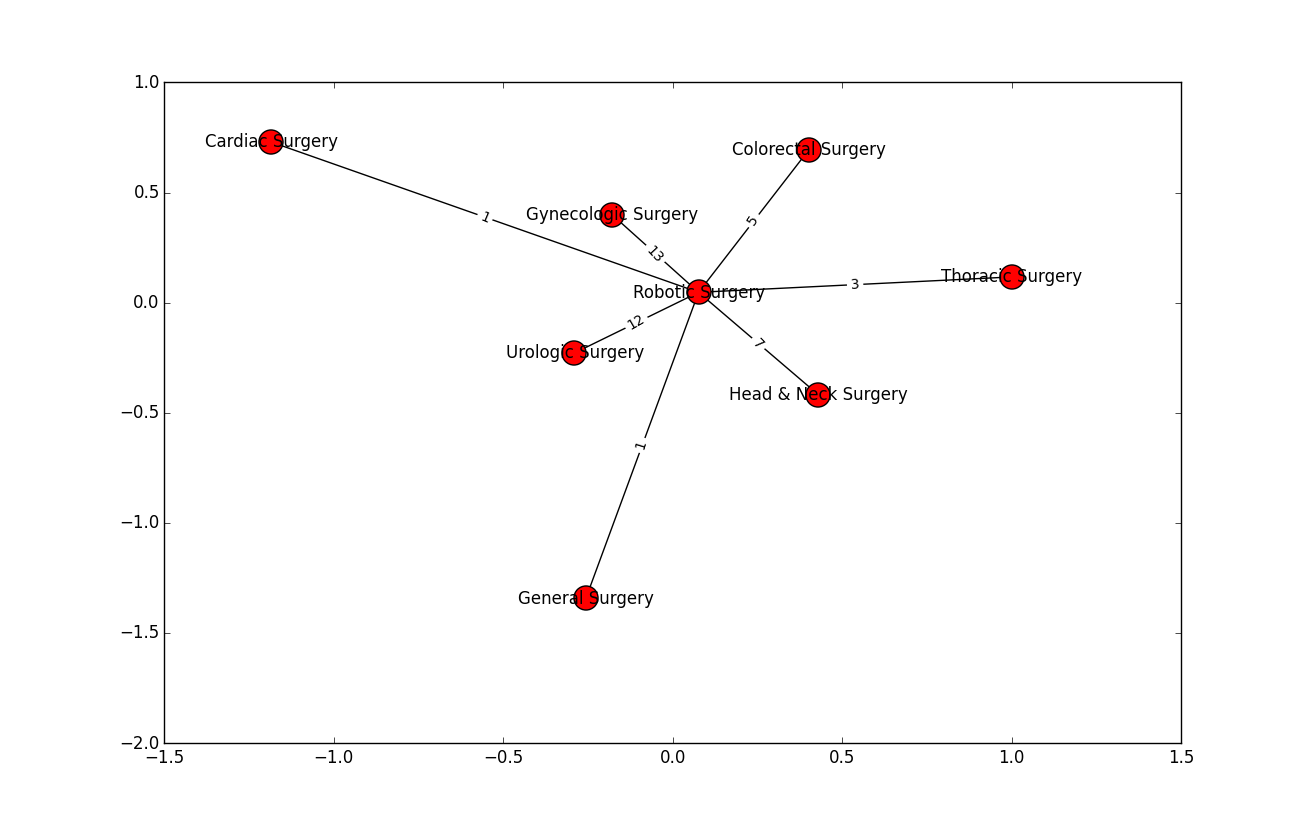 1.0
Cardiac Surgery
Colorectal Surgery
0.5
Gynecologic Surgery
1
5
13
Thoracic Surgery
3
Robotic Surgery
0.0
12
7
Urologic Surgery
Head & Neck Surgery
−0.5
1
−1.0
General Surgery
−1.5
−2.0
−1.5 −1.0 −0.5 0.0 0.5 1.0 1.5